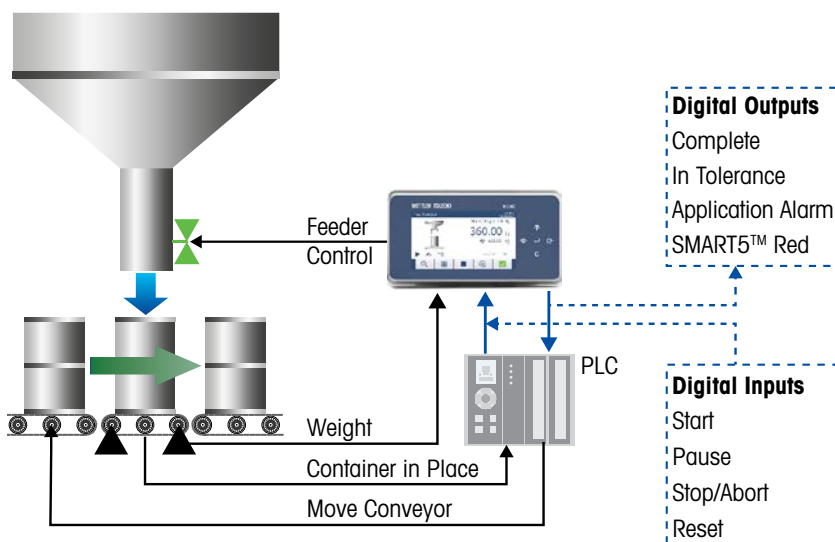 Digital Outputs
Complete
In Tolerance
Application Alarm
SMART5™ Red
METTLER TOLEDO
360.00
Feeder
Control
PLC
Digital Inputs
Start
Pause
Stop/Abort
Reset
Weight
Container in Place
Move Conveyor